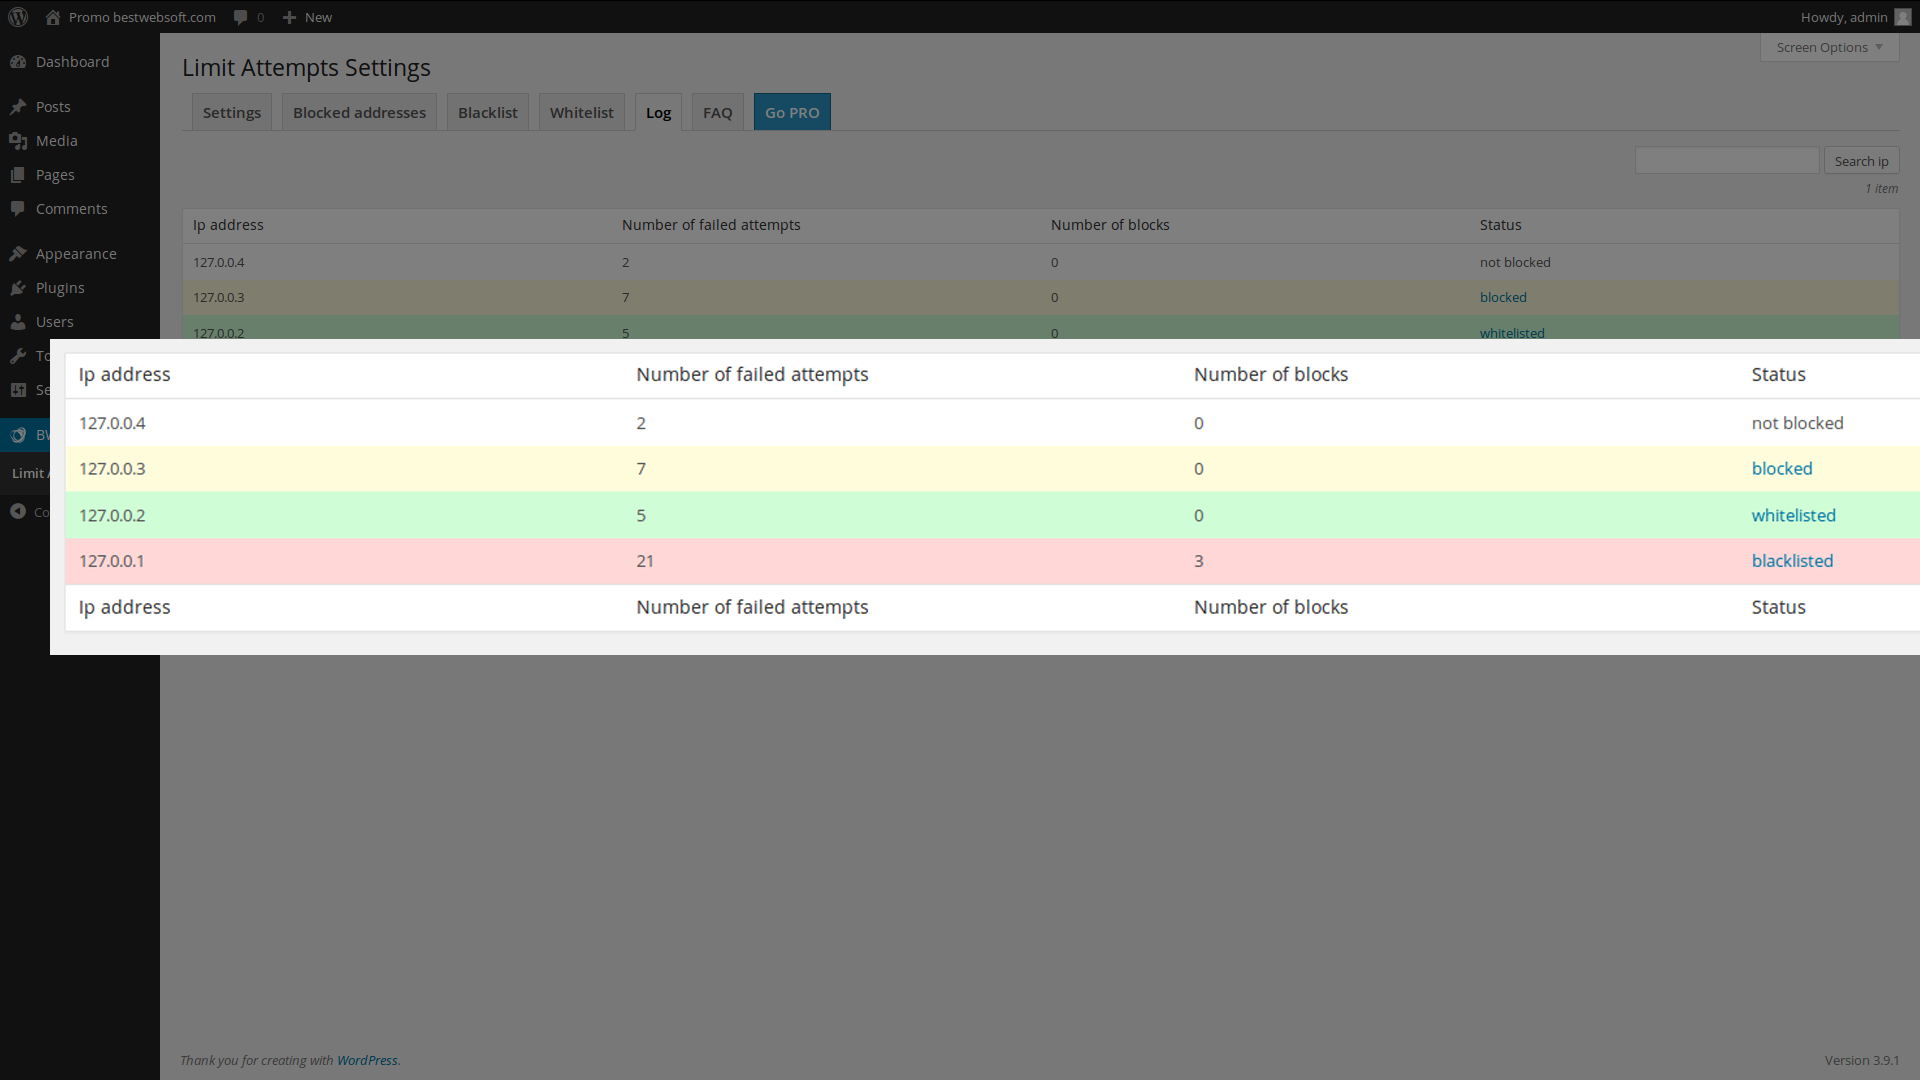 Promo bestwebsoft.com 0 New Howdy, admin
Screen Options
Dashboard
Posts
Media
Pages
Comments
Appearance
Plugins
Users
To
Se
BW
Limit A
Co
Limit Attempts Settings
Settings Blocked addresses Blacklist Whitelist Log FAQ Go PRO
Search ip
1 item
Ip address Number of failed attempts Number of blocks Status
127.0.0.4 2 0 not blocked
127.0.0.3 7 0 blocked
127.0.0.2 5 0 whitelisted
Ip address Number of failed attempts Number of blocks Status
127.0.0.4 2 0 not blocked
127.0.0.3 7 0 blocked
127.0.0.2 5 0 whitelisted
127.0.0.1 21 3 blacklisted
Ip address Number of failed attempts Number of blocks Status
Thank you for creating with WordPress. Version 3.9.1